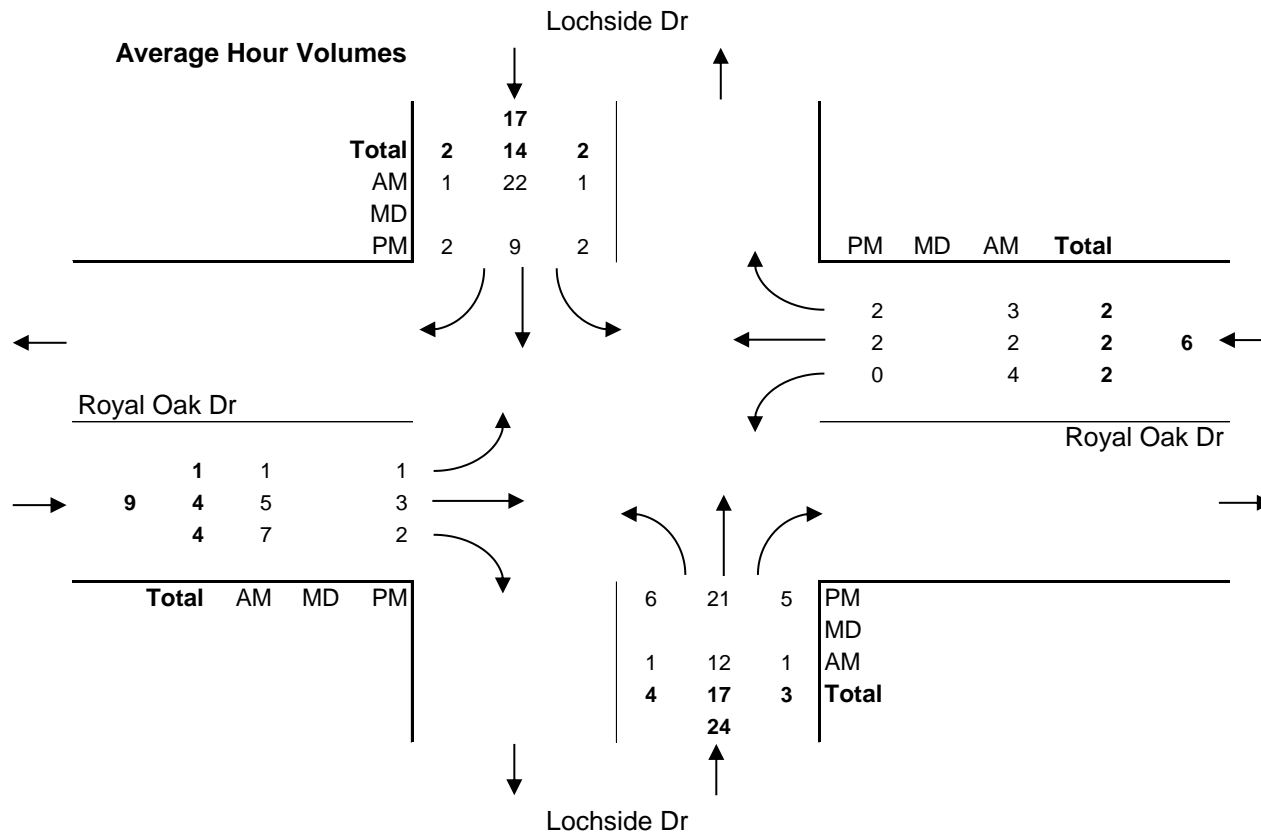 Lochside Dr
Average Hour Volumes
17
Total 2 14 2
AM 1 22 1
MD
PM 2 9 2
PM MD AM Total
2 3 2
2 2 2 6
0 4 2
Royal Oak Dr
Royal Oak Dr
1 1 1
9 4 5 3
4 7 2
Total AM MD PM
6 21 5 PM
MD
1 12 1 AM
4 17 3 Total
24
Lochside Dr